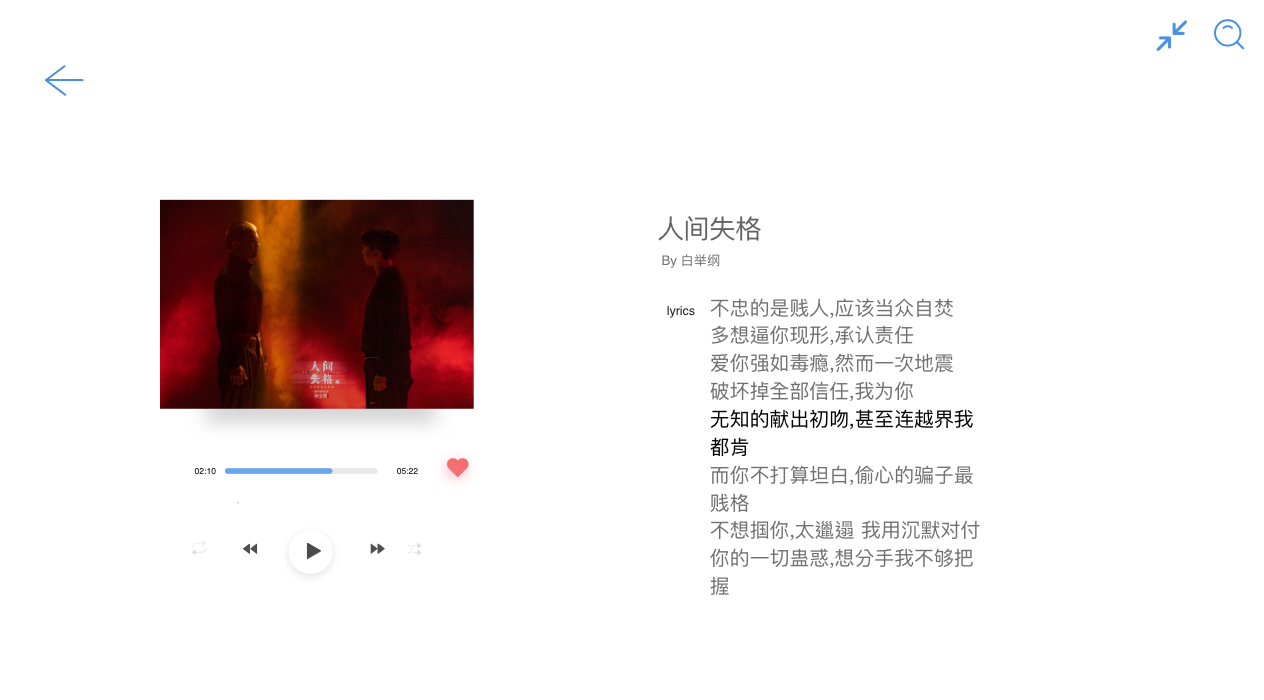 人间
失格
人间失格
By 白举纲
lyrics
不忠的是贱人,应该当众自焚
多想逼你现形,承认责任
爱你强如毒瘾,然而一次地震
破坏掉全部信任,我为你
无知的献出初吻,甚至连越界我
都肯
而你不打算坦白,偷心的骗子最
贱格
不想掴你,太邋遢 我用沉默对付
你的一切蛊惑,想分手我不够把
握
02:10
05:22